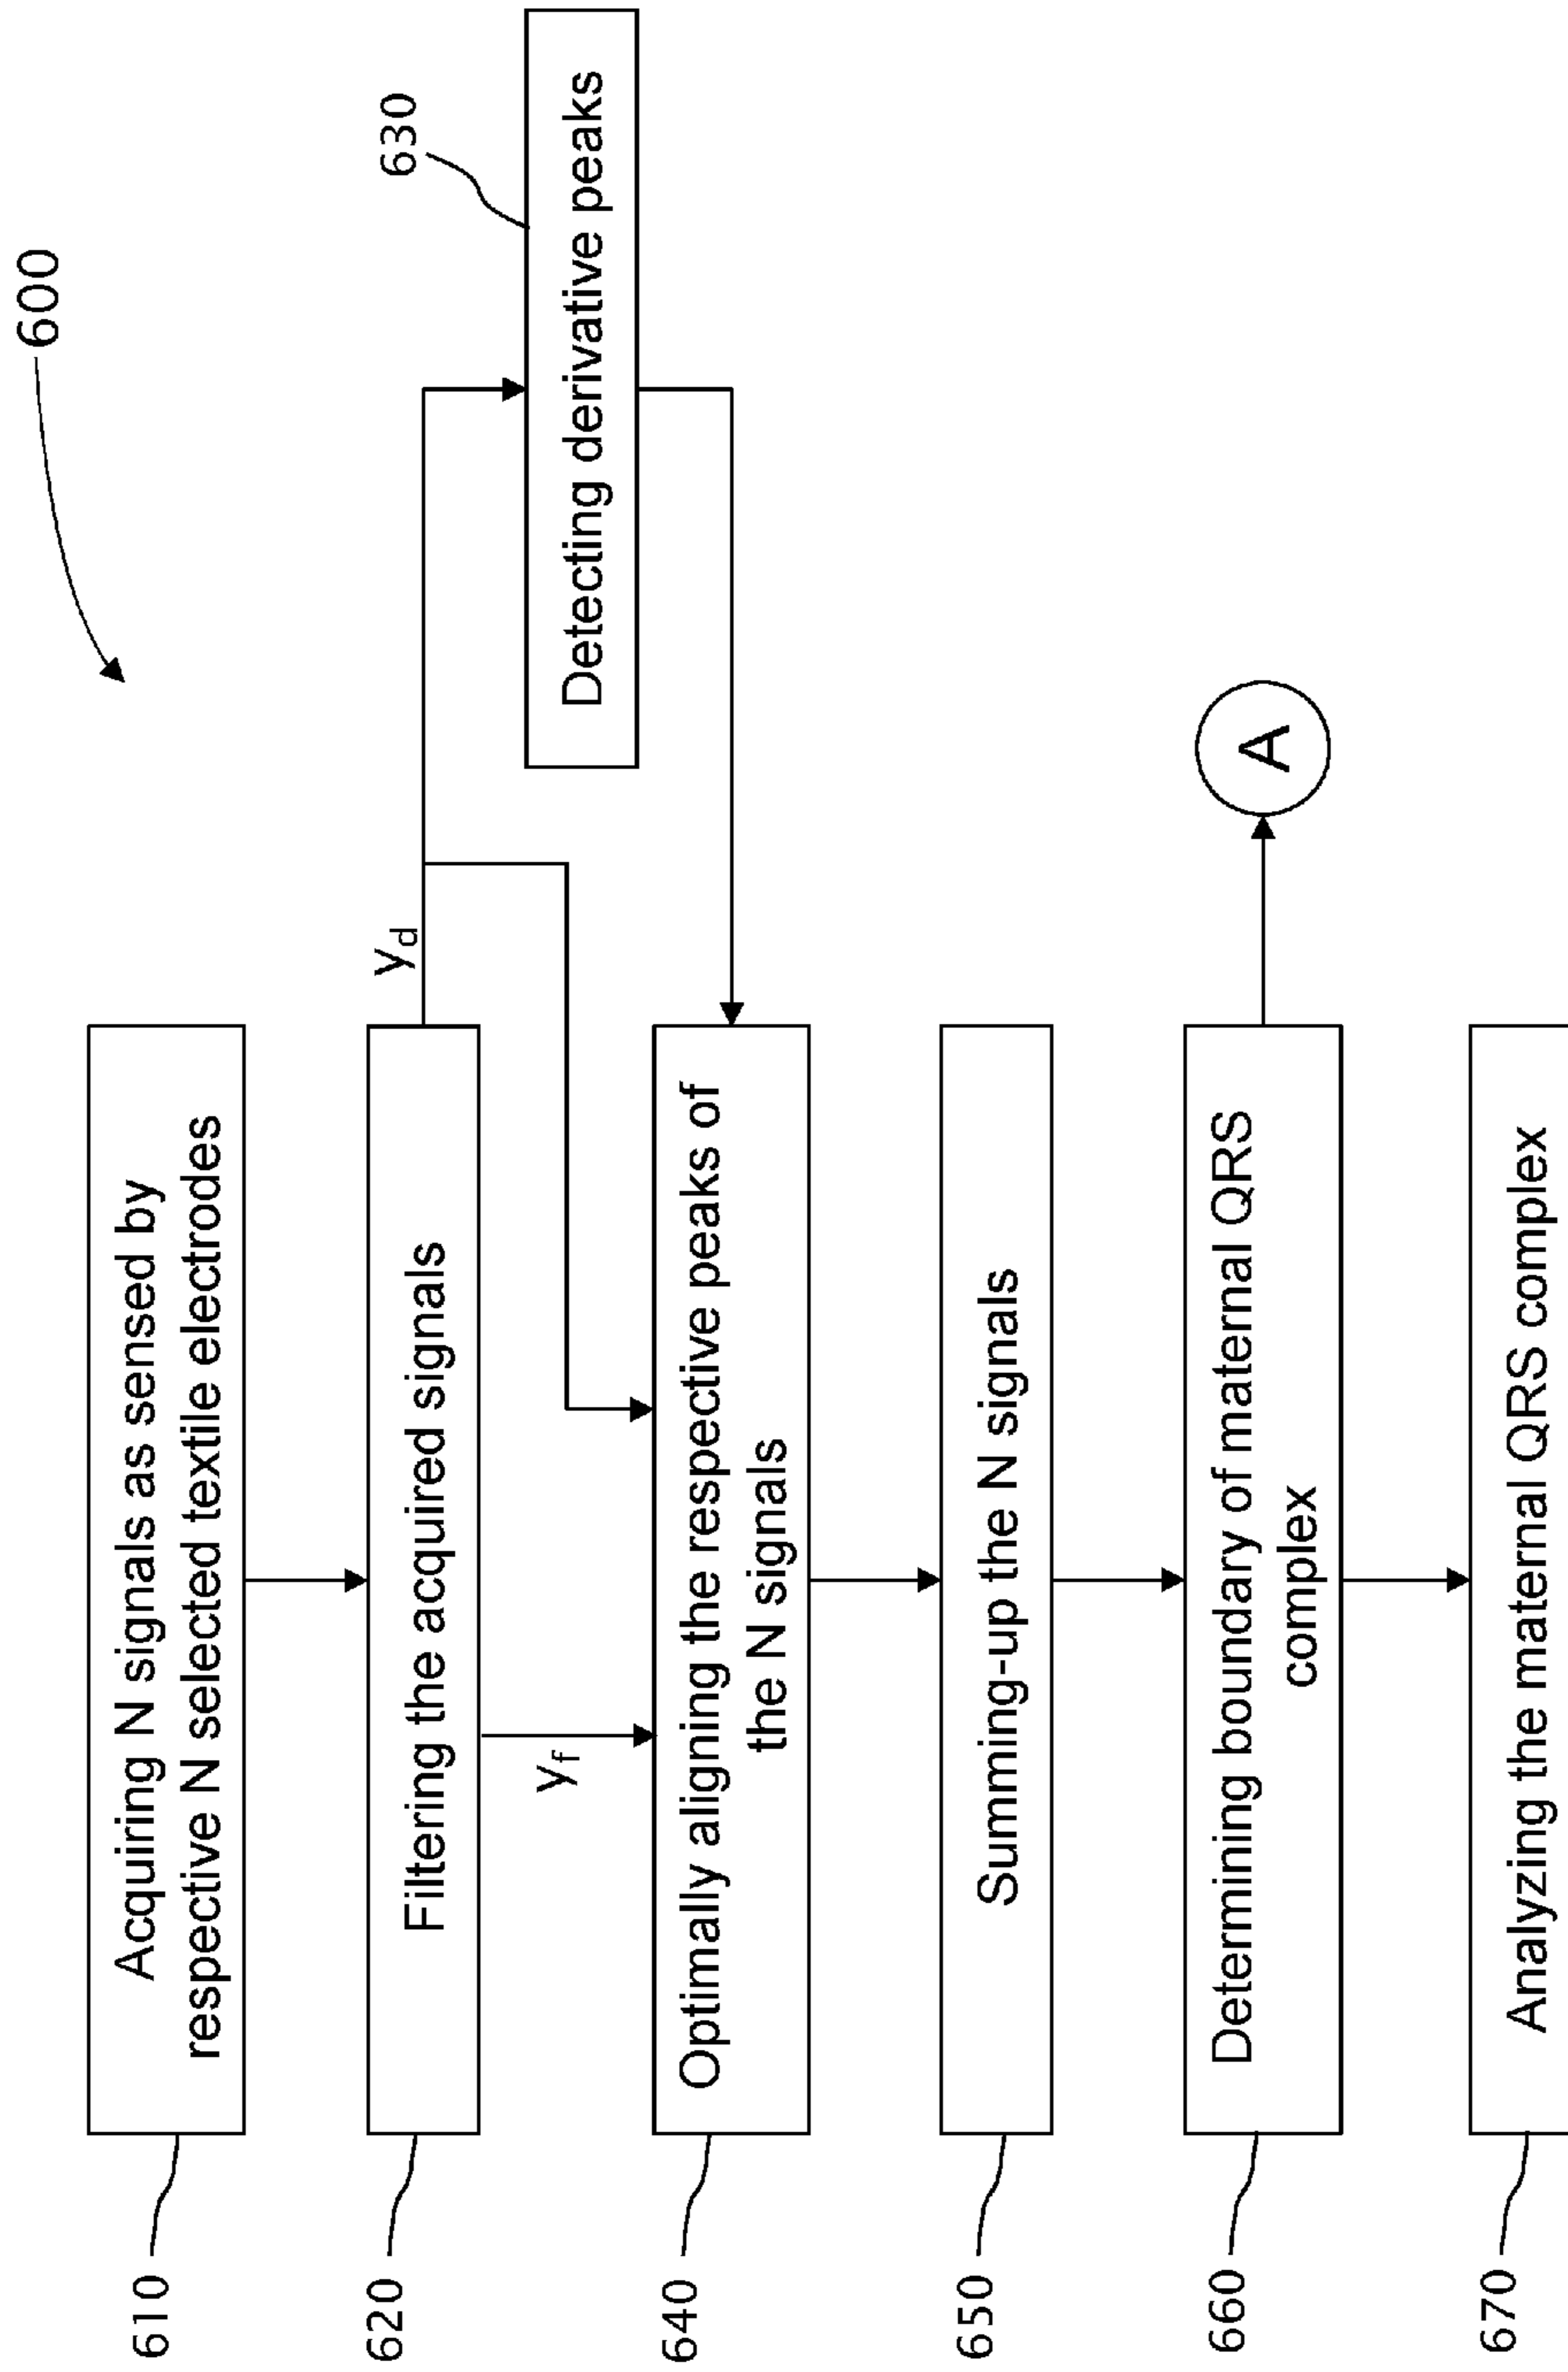 600
610
Acquiring N signals as sensed by
respective N selected textile electrodes
620
Filtering the acquired signals
yd
630
Detecting derivative peaks
yf
640
Optimally aligning the respective peaks of
the N signals
650
Summing-up the N signals
660
Determining boundary of maternal QRS
complex
A
670
Analyzing the maternal QRS complex